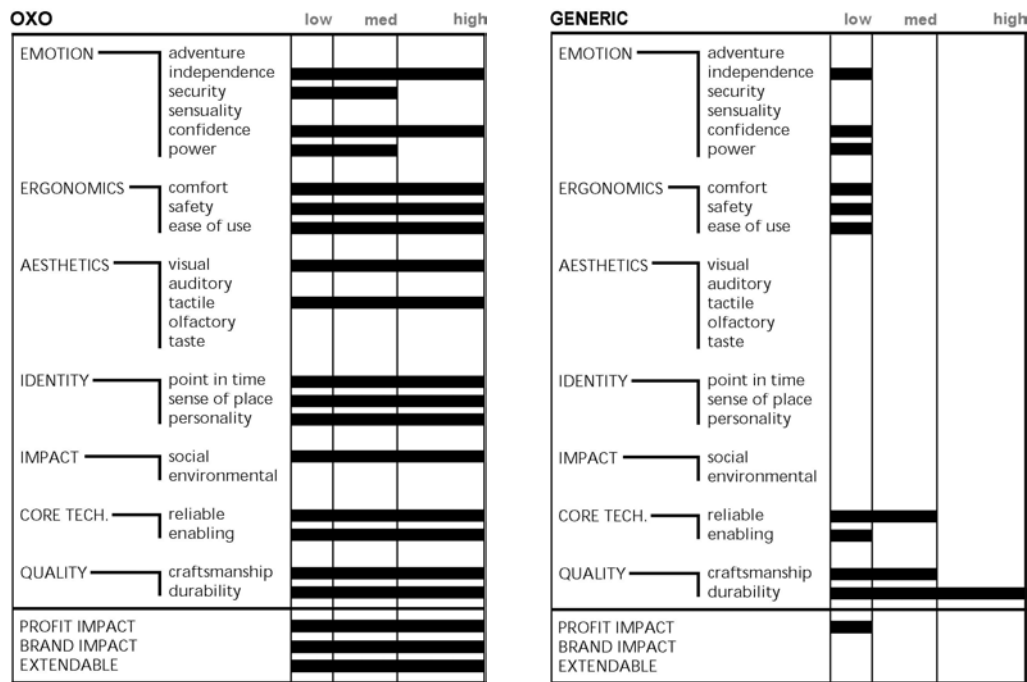 OXO low med high
EMOTION adventure
independence
security
sensuality
confidence
power
ERGONOMICS comfort
safety
ease of use
AESTHETICS visual
auditory
tactile
olfactory
taste
IDENTITY point in time
sense of place
personality
IMPACT social
environmental
CORE TECH. reliable
enabling
QUALITY craftsmanship
durability
PROFIT IMPACT
BRAND IMPACT
EXTENDABLE
GENERIC low med high
EMOTION adventure
independence
security
sensuality
confidence
power
ERGONOMICS comfort
safety
ease of use
AESTHETICS visual
auditory
tactile
olfactory
taste
IDENTITY point in time
sense of place
personality
IMPACT social
environmental
CORE TECH. reliable
enabling
QUALITY craftsmanship
durability
PROFIT IMPACT
BRAND IMPACT
EXTENDABLE